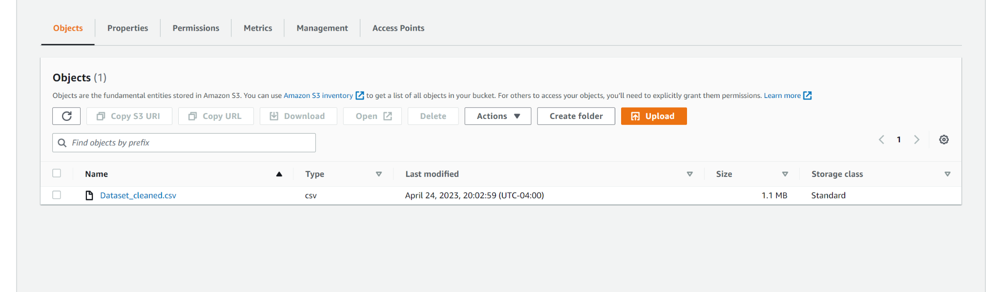 Objects Properties Permissions Metrics Management Access Points
Objects (1)
Objects are the fundamental entities stored in Amazon S3. You can use Amazon S3 inventory to get a list of all objects in your bucket. For others to access your objects, you'll need to explicitly grant them permissions. Learn more
Copy S3 URI Copy URL Download Open Delete Actions Create folder Upload
Find objects by prefix 1
Name Type Last modified Size Storage class
Dataset_cleaned.csv csv April 24, 2023, 20:02:59 (UTC-04:00) 1.1 MB Standard